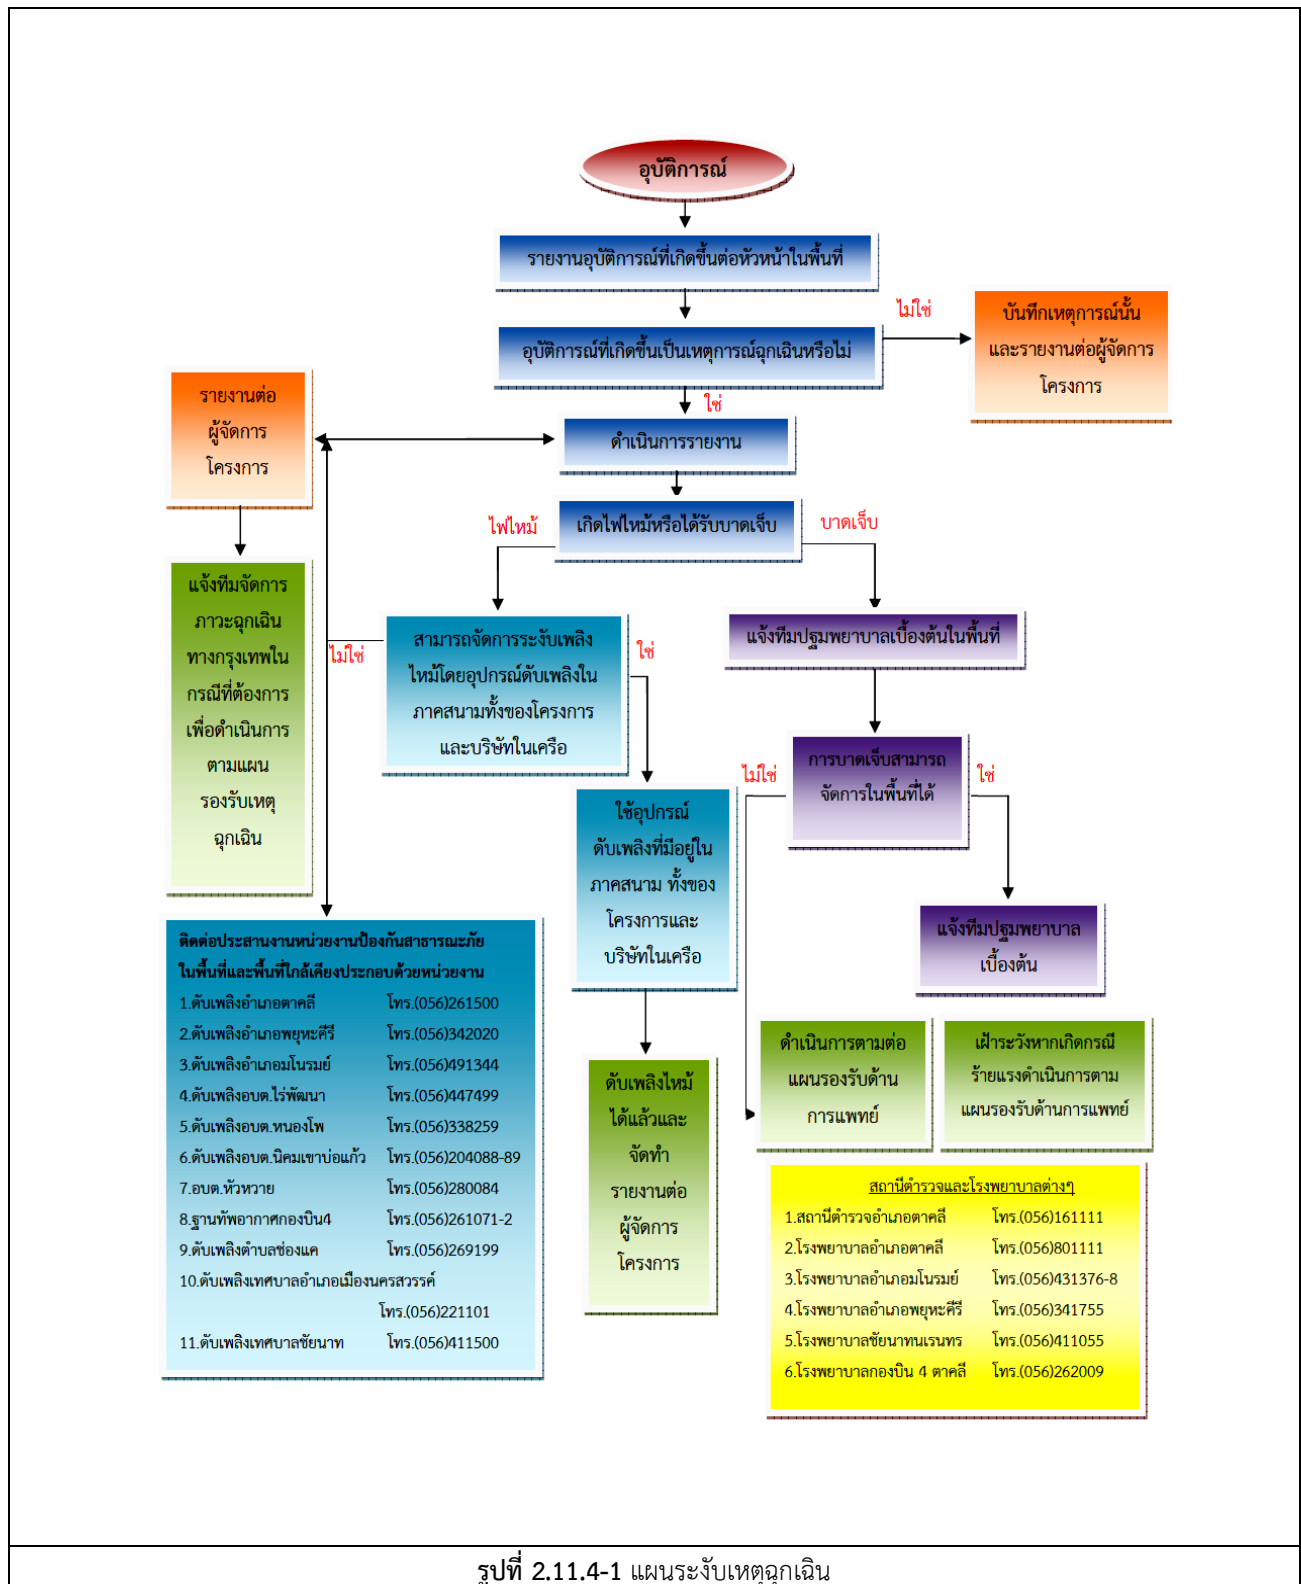 อุบัติการณ์
รายงานอุบัติการณ์ที่เกิดขึ้นต่อหัวหน้าในพื้นที่
อุบัติการณ์ที่เกิดขึ้นเป็นเหตุการณ์ฉุกเฉินหรือไม่
ไม่ใช่
บันทึกเหตุการณ์นั้น
และรายงานต่อผู้จัดการ
โครงการ
ใช่
รายงานต่อ
ผู้จัดการ
โครงการ
ดำเนินการรายงาน
เกิดไฟไหม้หรือได้รับบาดเจ็บ
ไฟไหม้
บาดเจ็บ
แจ้งทีมจัดการ
ภาวะฉุกเฉิน
ทางกรุงเทพใน
กรณีที่ต้องการ
เพื่อดำเนินการ
ตามแผน
รองรับเหตุ
ฉุกเฉิน
ไม่ใช่
สามารถจัดการระงับเพลิง
ไหม้โดยอุปกรณ์ดับเพลิงใน
ภาคสนามทั้งของโครงการ
และบริษัทในเครือ
ใช่
แจ้งทีมปฐมพยาบาลเบื้องต้นในพื้นที่
การบาดเจ็บสามารถ
จัดการในพื้นที่ได้
ไม่ใช่
ใช่
ใช้อุปกรณ์
ดับเพลิงที่มีอยู่ใน
ภาคสนาม ทั้งของ
โครงการและ
บริษัทในเครือ
แจ้งทีมปฐมพยาบาล
เบื้องต้น
ติดต่อประสานงานหน่วยงานป้องกันสาธารณะภัย
ในพื้นที่และพื้นที่ใกล้เคียงประกอบด้วยหน่วยงาน
1.ดับเพลิงอำเภอตาคลี โทร.(056)261500
2.ดับเพลิงอำเภอพยุหะคีรี โทร.(056)342020
3.ดับเพลิงอำเภอมโนรมย์ โทร.(056)491344
4.ดับเพลิงอบต.ไร่พัฒนา โทร.(056)447499
5.ดับเพลิงอบต.หนองโพ โทร.(056)338259
6.ดับเพลิงอบต.นิคมเขาบ่อแก้ว โทร.(056)204088-89
7.อบต.หัวหวาย โทร.(056)280084
8.ฐานทัพอากาศกองบิน4 โทร.(056)261071-2
9.ดับเพลิงตำบลช่องแค โทร.(056)269199
10.ดับเพลิงเทศบาลอำเภอเมืองนครสวรรค์
โทร.(056)221101
11.ดับเพลิงเทศบาลชัยนาท โทร.(056)411500
ดับเพลิงไหม้
ได้แล้วและ
จัดทำ
รายงานต่อ
ผู้จัดการ
โครงการ
ดำเนินการตามต่อ
แผนรองรับด้าน
การแพทย์
เฝ้าระวังหากเกิดกรณี
ร้ายแรงดำเนินการตาม
แผนรองรับด้านการแพทย์
สถานีตำรวจและโรงพยาบาลต่างๆ
1.สถานีตำรวจอำเภอตาคลี โทร.(056)161111
2.โรงพยาบาลอำเภอตาคลี โทร.(056)801111
3.โรงพยาบาลอำเภอมโนรมย์ โทร.(056)431376-8
4.โรงพยาบาลอำเภอพยุหะคีรี โทร.(056)341755
5.โรงพยาบาลชัยนาทนเรนทร โทร.(056)411055
6.โรงพยาบาลกองบิน 4 ตาคลี โทร.(056)262009
รูปที่ 2.11.4-1 แผนระงับเหตุฉุกเฉิน